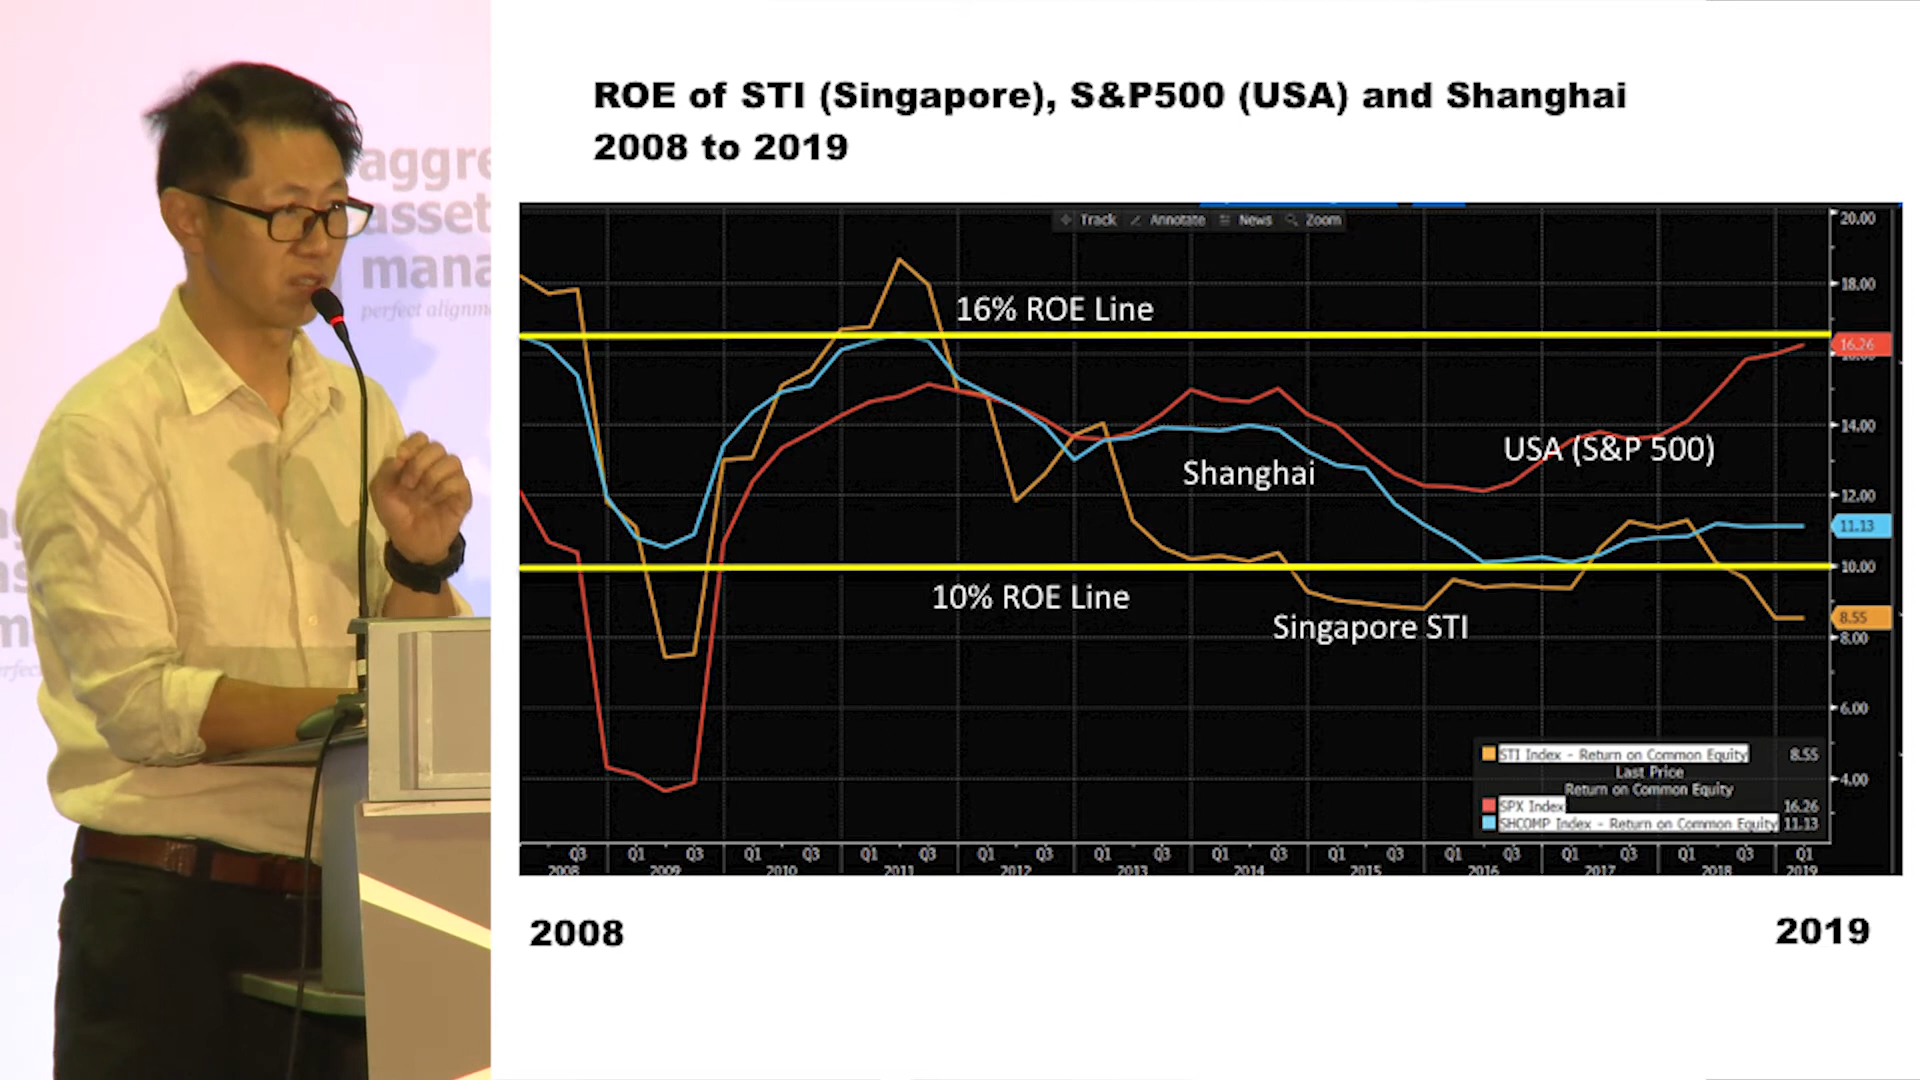 ROE of STI (Singapore), S&P500 (USA) and Shanghai
2008 to 2019
aggre
asset
mana
perfect alignm
Track Annotate News Zoom
20.00
18.00
16.26
14.00
12.00
11.13
10.00
8.55
8.00
6.00
4.00
16% ROE Line
USA (S&P 500)
Shanghai
10% ROE Line
Singapore STI
STI Index - Return on Common Equity 8.55
Last Price
Return on Common Equity
SPX Index 16.26
SHCOMP Index - Return on Common Equity 11.13
Q3 Q1 Q3 Q1 Q3 Q1 Q3 Q1 Q3 Q1 Q3 Q1 Q3 Q1 Q3 Q1 Q3 Q1 Q3 Q1 Q3 Q1
2008 2009 2010 2011 2012 2013 2014 2015 2016 2017 2018 2019
2008 2019